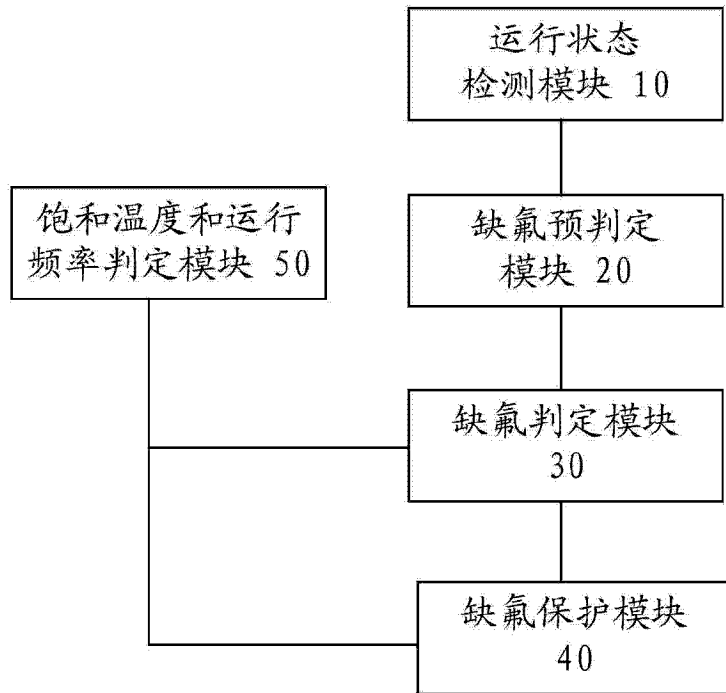 运行状态
检测模块 10
饱和温度和运行
频率判定模块 50
缺氟预判定
模块 20
缺氟判定模块
30
缺氟保护模块
40